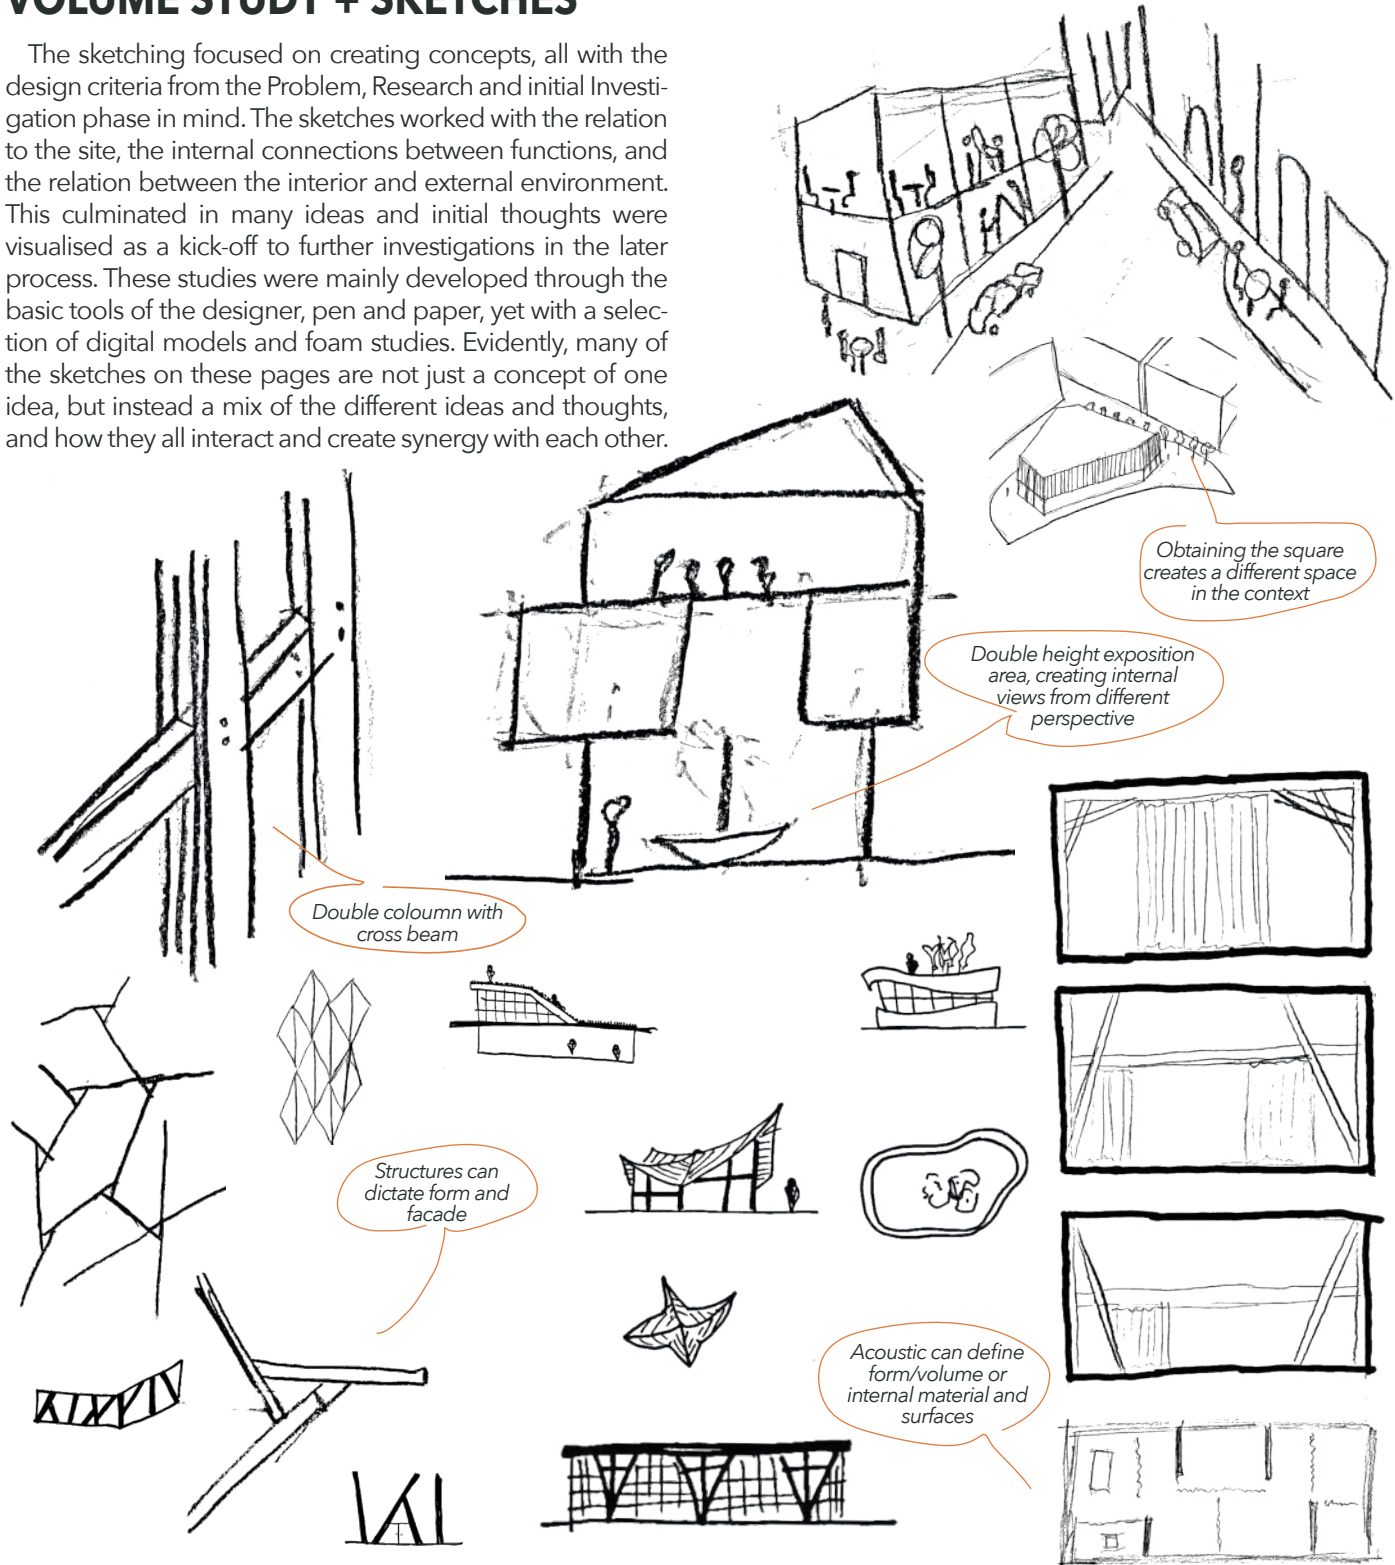 VOLUME STUDY + SKETCHES
The sketching focused on creating concepts, all with the
design criteria from the Problem, Research and initial Investi-
gation phase in mind. The sketches worked with the relation
to the site, the internal connections between functions, and
the relation between the interior and external environment.
This culminated in many ideas and initial thoughts were
visualised as a kick-off to further investigations in the later
process. These studies were mainly developed through the
basic tools of the designer, pen and paper, yet with a selec-
tion of digital models and foam studies. Evidently, many of
the sketches on these pages are not just a concept of one
idea, but instead a mix of the different ideas and thoughts,
and how they all interact and create synergy with each other.
Obtaining the square
creates a different space
in the context
Double height exposition
area, creating internal
views from different
perspective
Double coloumn with
cross beam
Structures can
dictate form and
facade
Acoustic can define
form/volume or
internal material and
surfaces